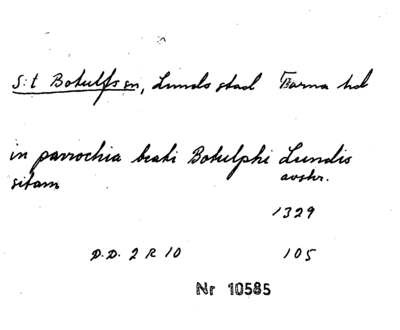 S:t Botulfs sn, Lunds stad Torna hd
in parrochia beati Botulphi Lundis
sitam avskr.
1329
D.D. 2 R 10 105
Nr 10585